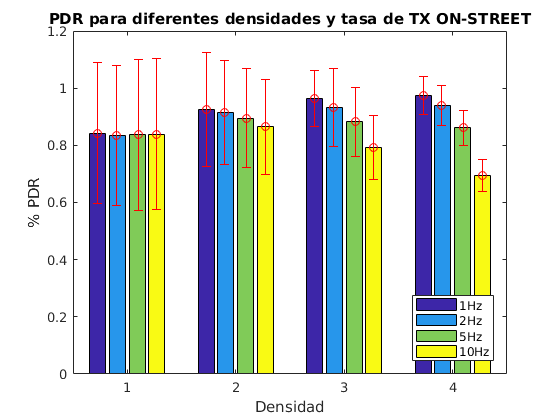 PDR para diferentes densidades y tasa de TX ON-STREET
1.2
1
0.8
0.6
0.4
0.2
0
% PDR
1
2
3
4
Densidad
1Hz
2Hz
5Hz
10Hz